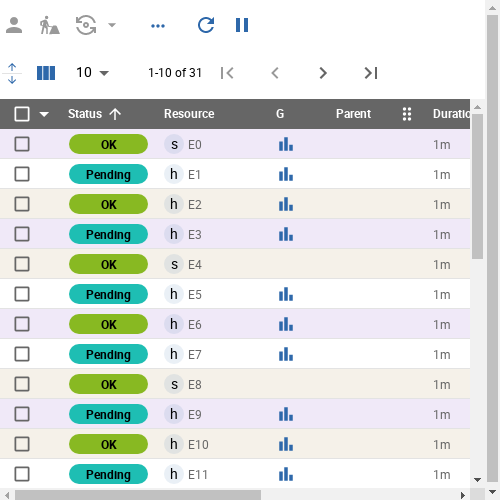 10 1-10 of 31
Status Resource G Parent Duratio
OK s E0 1m
Pending h E1 1m
OK h E2 1m
Pending h E3 1m
OK s E4 1m
Pending h E5 1m
OK h E6 1m
Pending h E7 1m
OK s E8 1m
Pending h E9 1m
OK h E10 1m
Pending h E11 1m